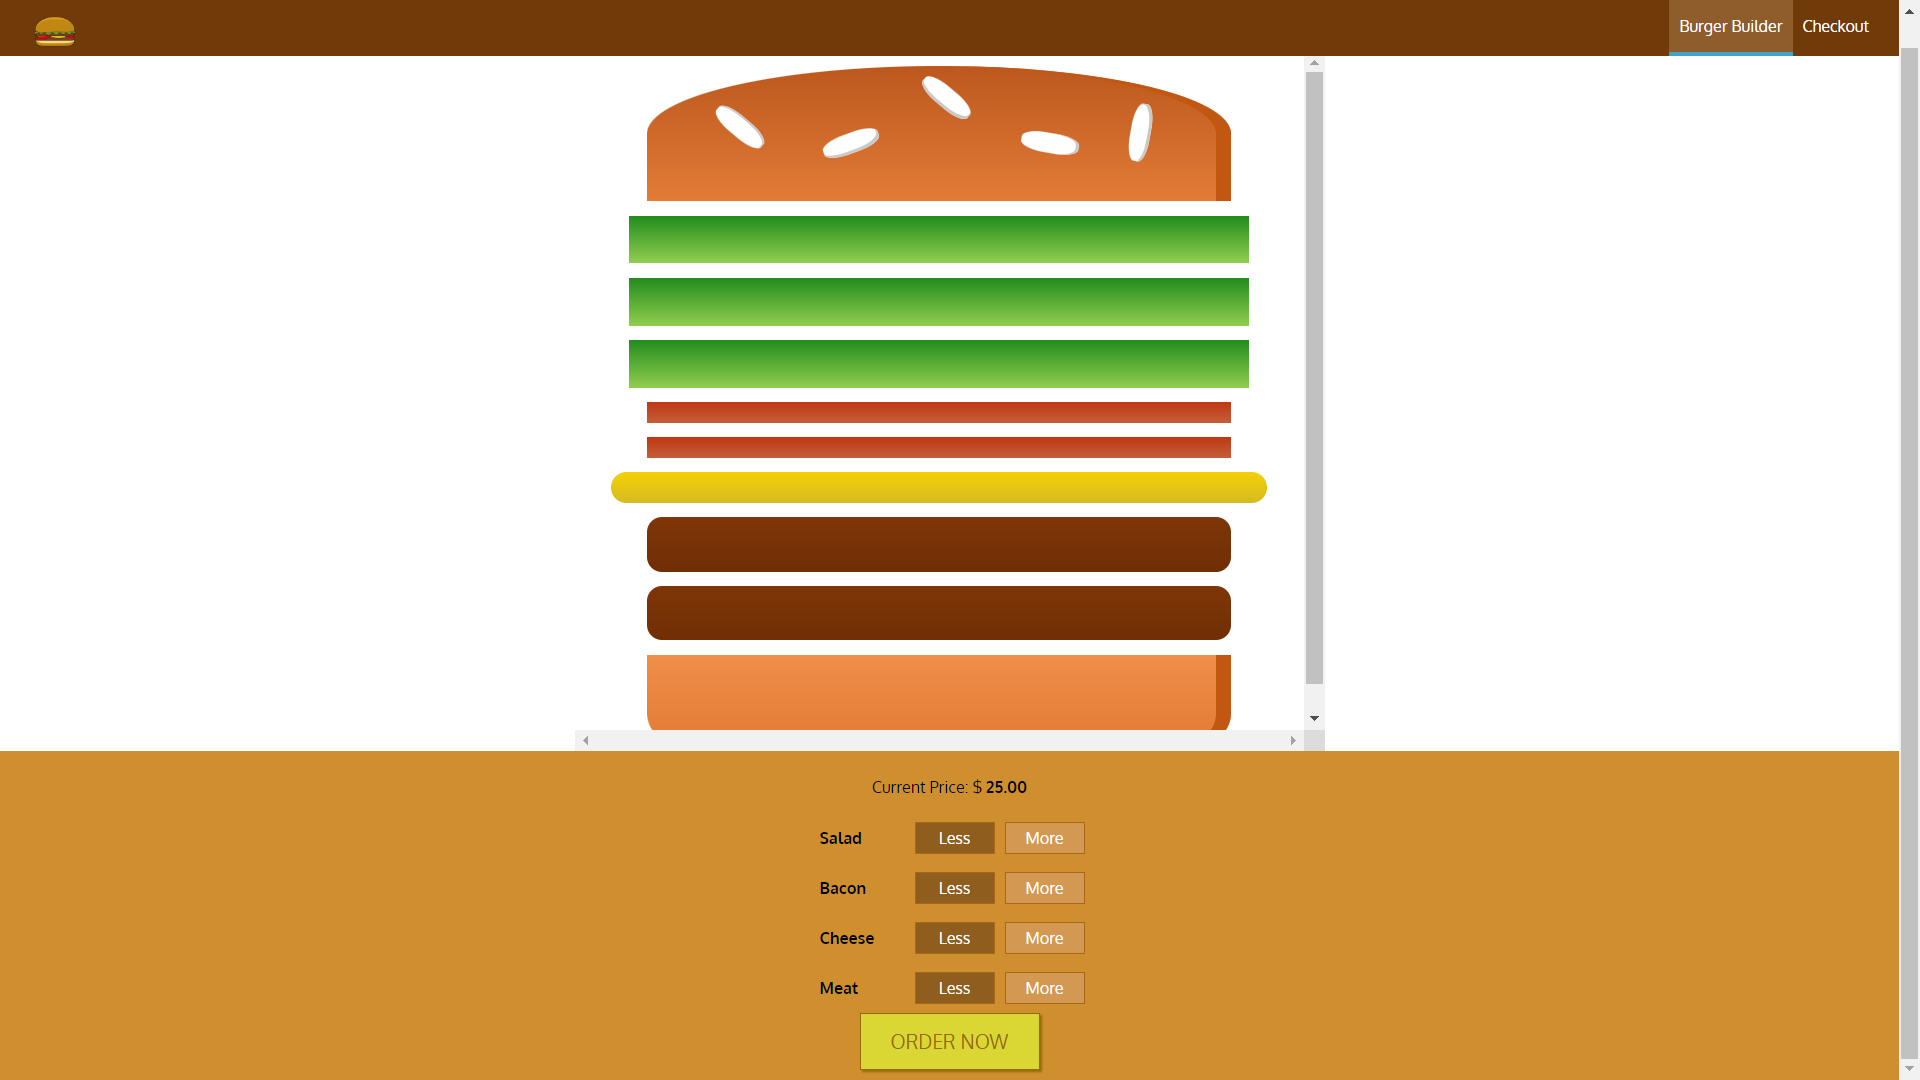 Burger Builder Checkout
Current Price: $ 25.00
Salad Less More
Bacon Less More
Cheese Less More
Meat Less More
ORDER NOW